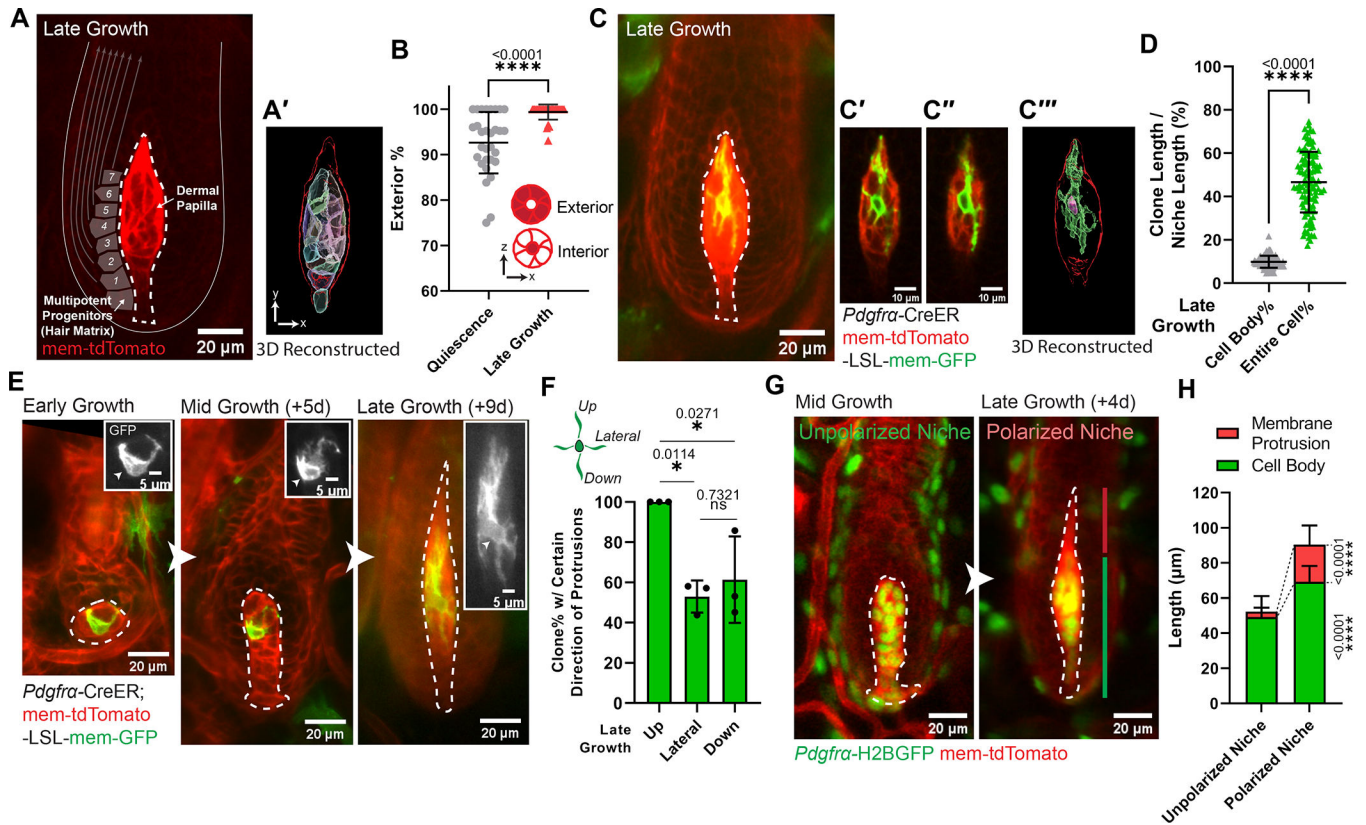 A
Late Growth
7
6
5
4
3
2
1
Dermal
Papilla
Multipotent
Progenitors
(Hair Matrix)
mem-tdTomato
20 μm
A′
y
x
3D Reconstructed
B
<0.0001
****
Exterior %
100
90
80
70
60
Exterior
Interior
z
x
Quiescence
Late Growth
C
Late Growth
20 μm
C′
C″
10 μm
10 μm
Pdgfrα-CreER
mem-tdTomato
-LSL-mem-GFP
C‴
3D Reconstructed
D
<0.0001
****
Clone Length /
Niche Length (%)
100
80
60
40
20
0
Late
Growth
Cell Body%
Entire Cell%
E
Early Growth
GFP
5 μm
20 μm
Mid Growth (+5d)
5 μm
20 μm
Late Growth (+9d)
5 μm
20 μm
Pdgfrα-CreER;
mem-tdTomato
-LSL-mem-GFP
F
Up
Lateral
Down
0.0271
*
0.0114
*
0.7321
ns
Clone% w/ Certain
Direction of Protrusions
100
80
60
40
20
0
Late
Growth
Up
Lateral
Down
G
Mid Growth
Unpolarized Niche
20 μm
Late Growth (+4d)
Polarized Niche
20 μm
Pdgfrα-H2BGFP mem-tdTomato
H
Membrane
Protrusion
Cell Body
Length (μm)
120
100
80
60
40
20
0
<0.0001
****
<0.0001
****
Unpolarized Niche
Polarized Niche